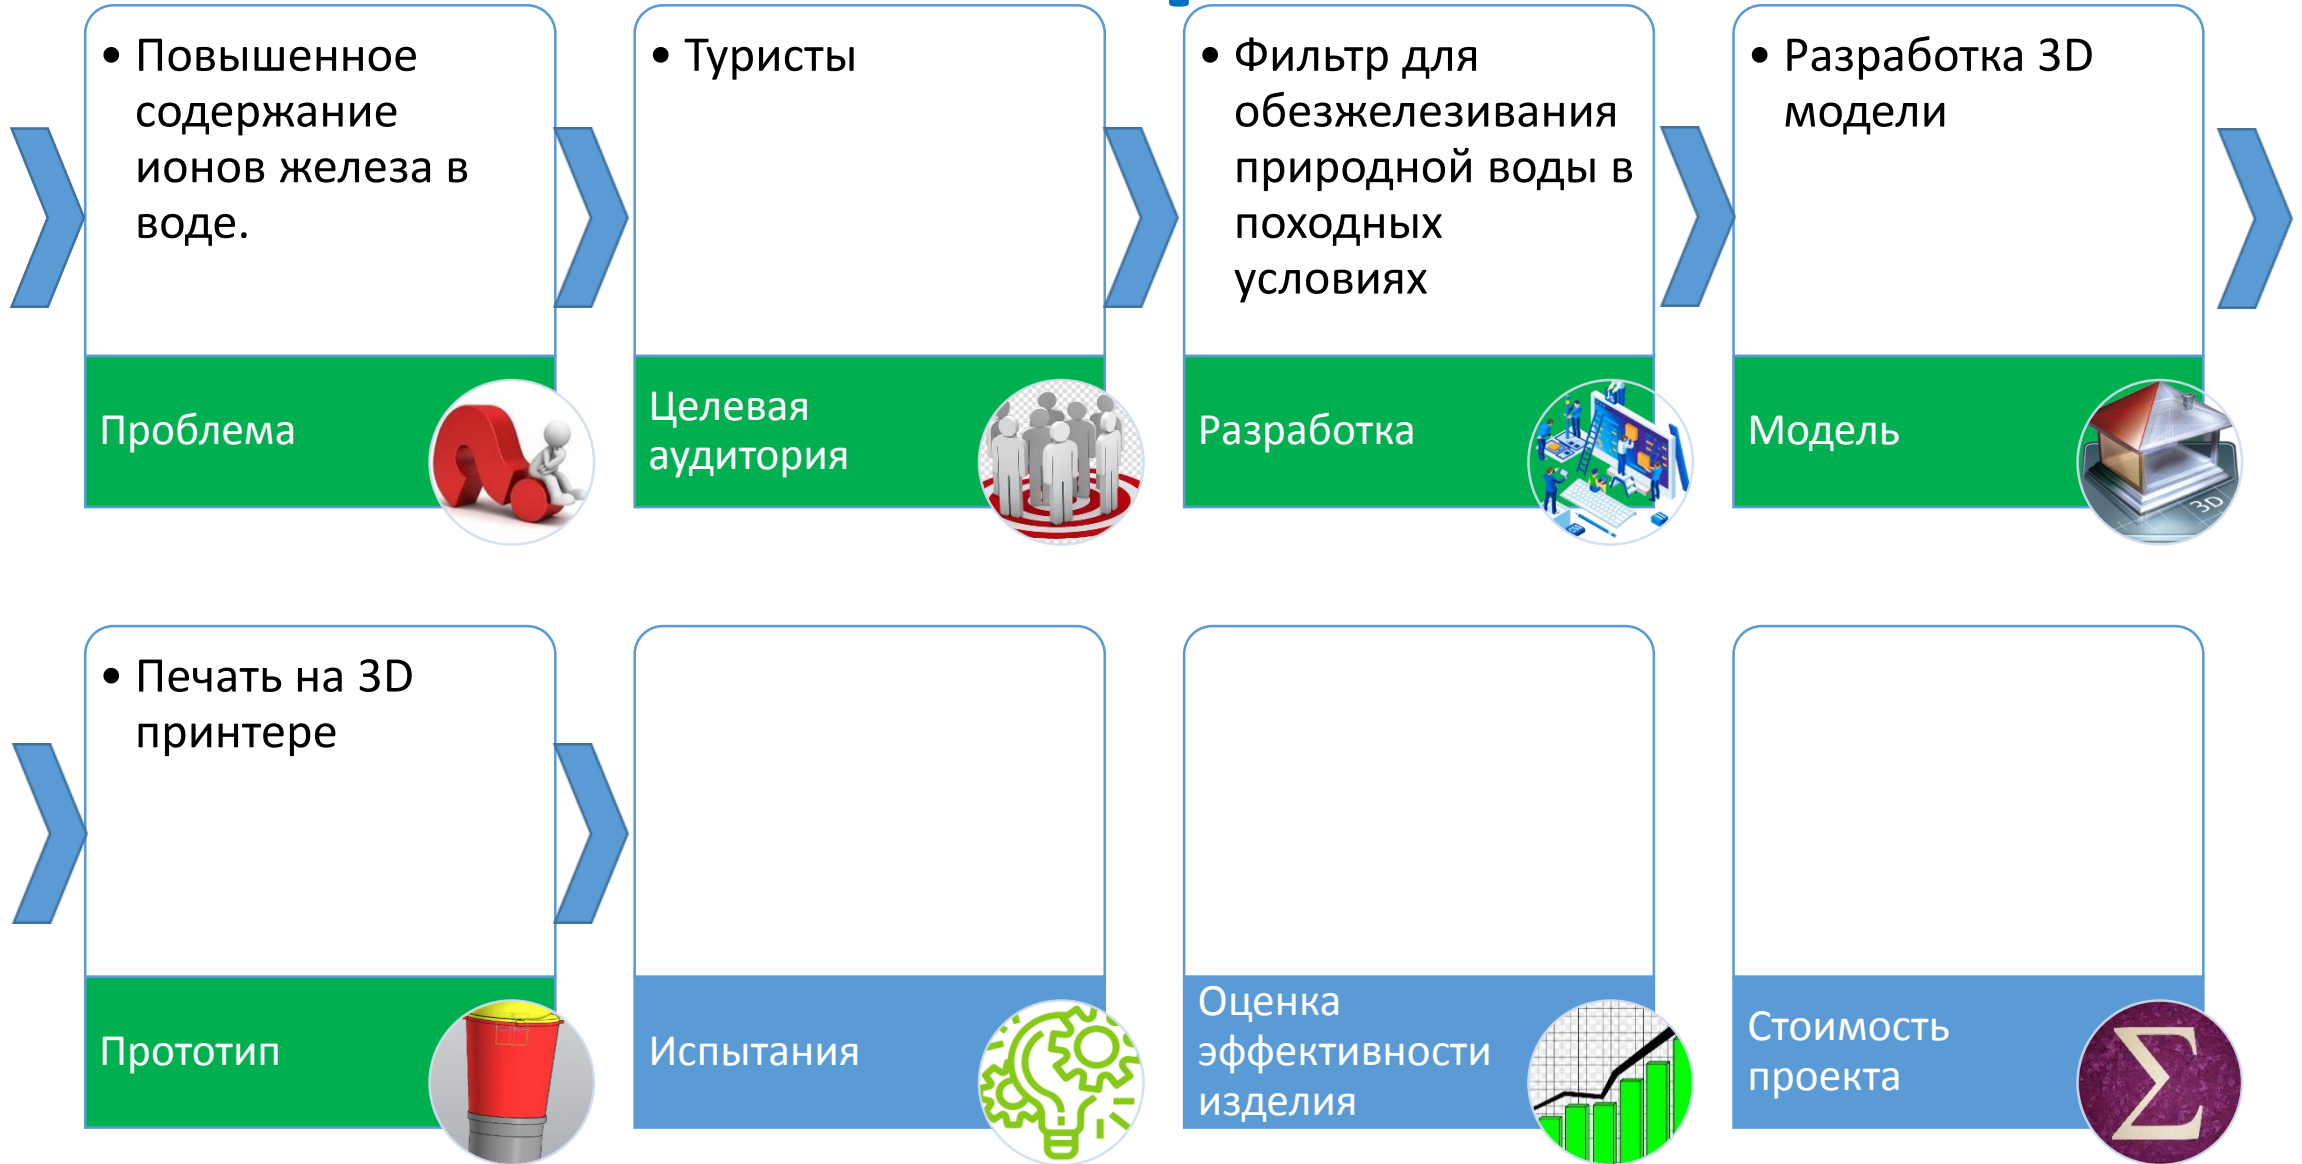 • Повышенное
содержание
ионов железа в
воде.
Проблема
• Туристы
Целевая
аудитория
• Фильтр для
обезжелезивания
природной воды в
походных
условиях
Разработка
• Разработка 3D
модели
Модель
3D
• Печать на 3D
принтере
Прототип
Испытания
Оценка
эффективности
изделия
Стоимость
проекта
Σ